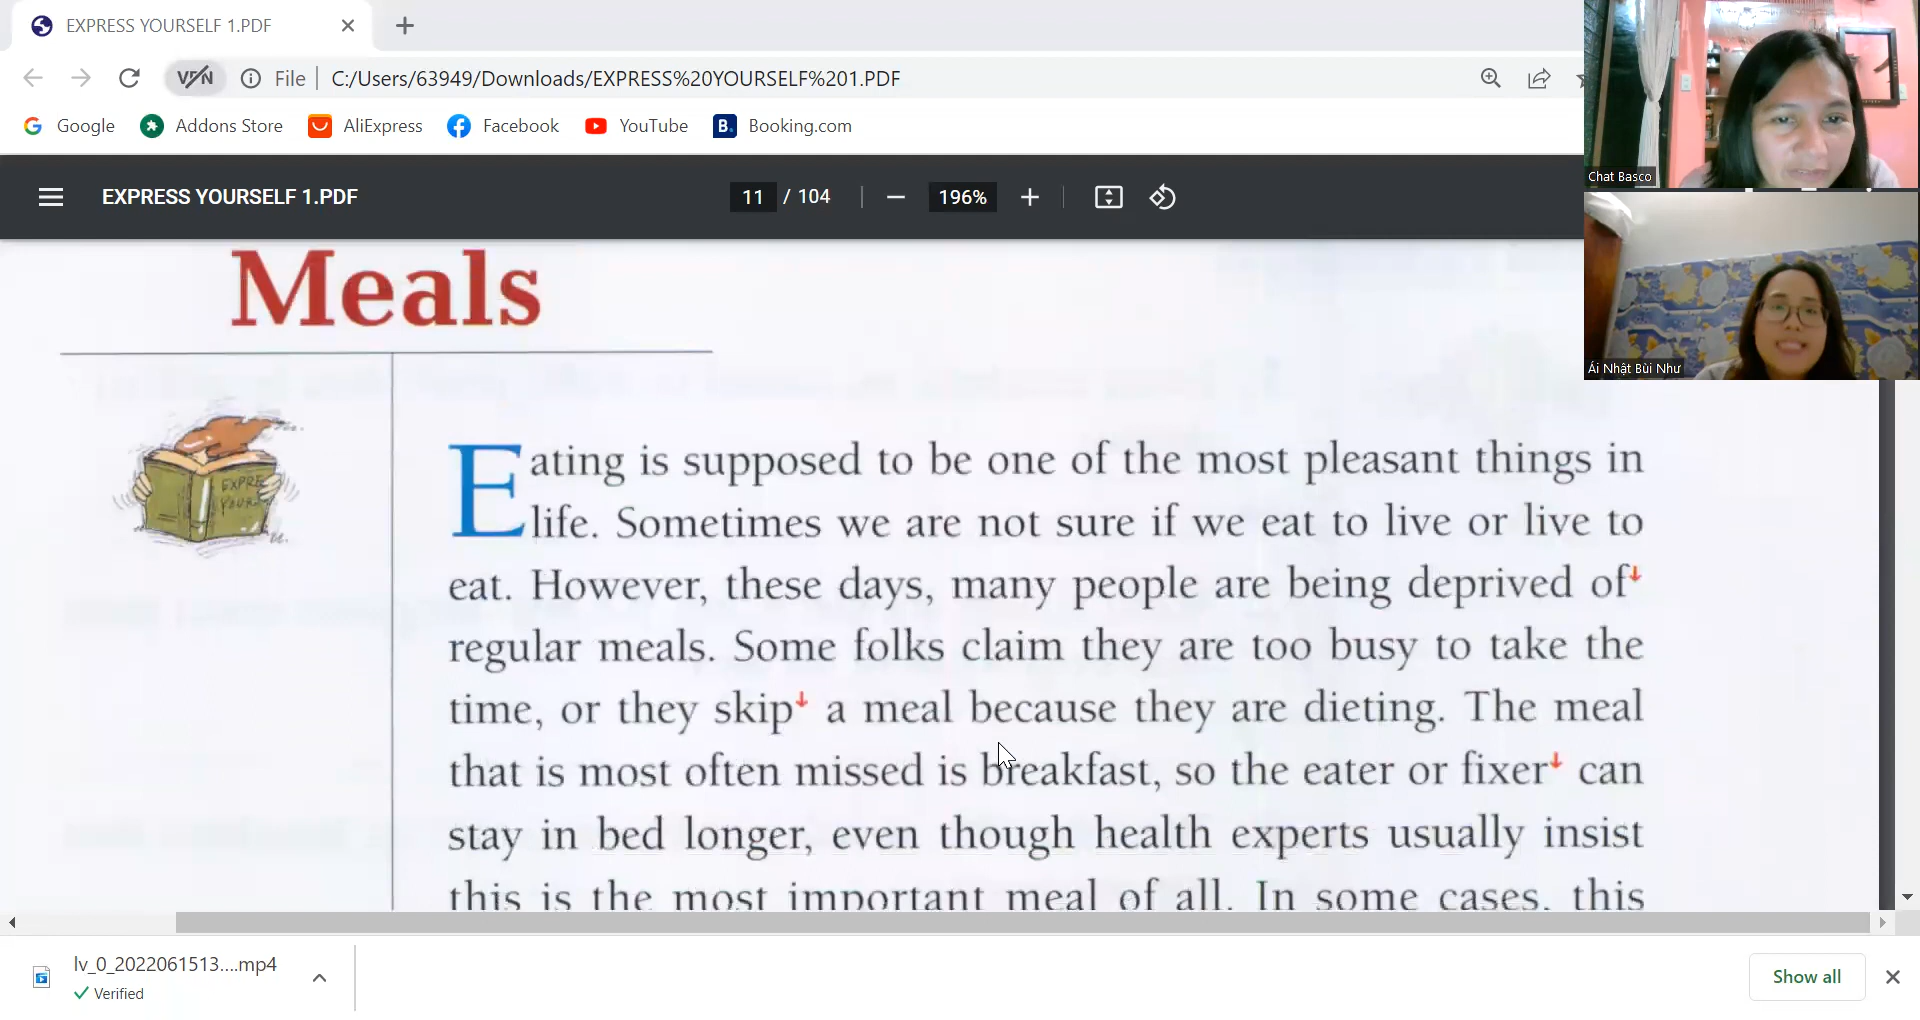 EXPRESS YOURSELF 1.PDF
VPN
File
C:/Users/63949/Downloads/EXPRESS%20YOURSELF%201.PDF
Google
Addons Store
AliExpress
Facebook
YouTube
B.
Booking.com
EXPRESS YOURSELF 1.PDF
11 / 104
196%
Chat Basco
Ái Nhật Bùi Như
Meals
EXPRE
YOUR
Eating is supposed to be one of the most pleasant things in
life. Sometimes we are not sure if we eat to live or live to
eat. However, these days, many people are being deprived of
regular meals. Some folks claim they are too busy to take the
time, or they skip a meal because they are dieting. The meal
that is most often missed is breakfast, so the eater or fixer can
stay in bed longer, even though health experts usually insist
this is the most important meal of all. In some cases, this
lv_0_2022061513....mp4
Verified
Show all